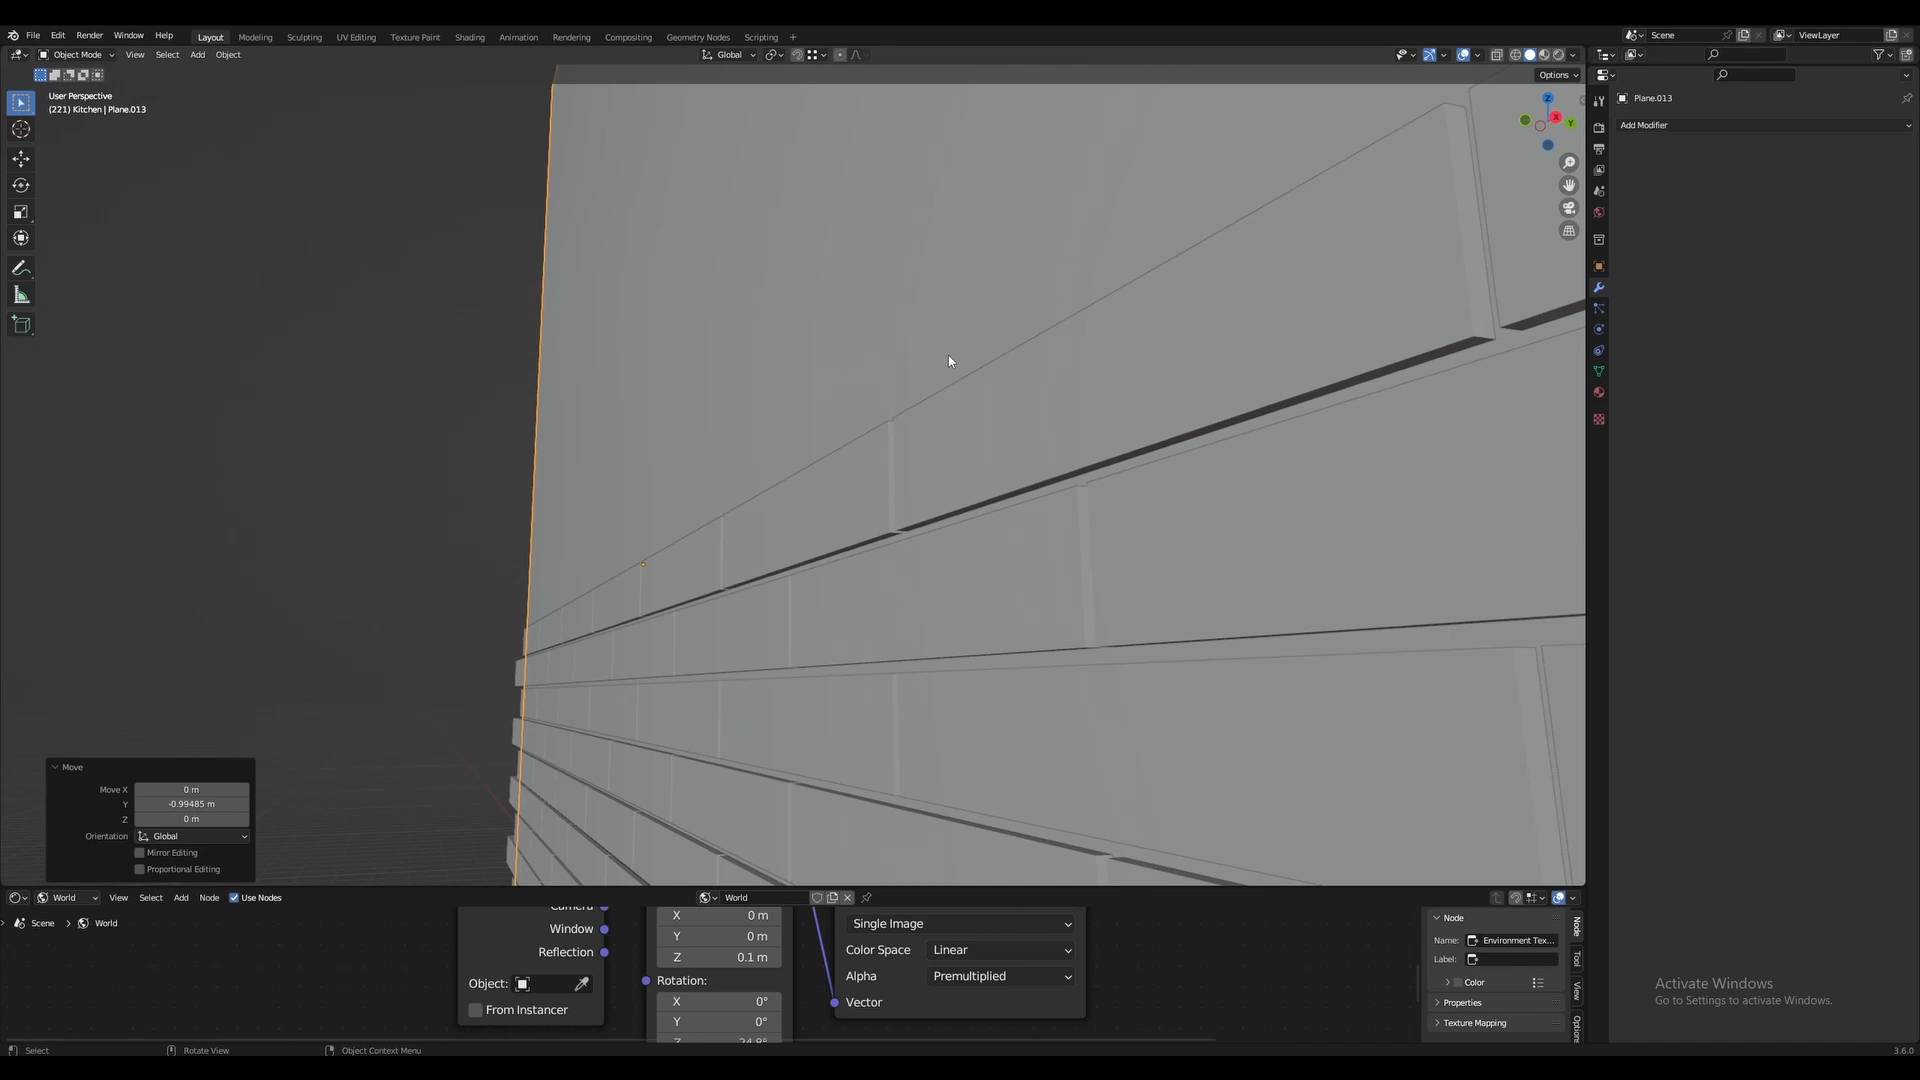 File Edit Render Window Help Layout Modeling Sculpting UV Editing Texture Paint Shading Animation Rendering Compositing Geometry Nodes Scripting + Scene ViewLayer
Object Mode View Select Add Object Global
Options
User Perspective
(221) Kitchen | Plane.013
Plane.013
Add Modifier
Z
X
Y
Move
Move X 0 m
Y -0.99485 m
Z 0 m
Orientation Global
Mirror Editing
Proportional Editing
World View Select Add Node Use Nodes World
Scene World
Camera
Window
Reflection
Object:
From Instancer
X 0 m
Y 0 m
Z 0.1 m
Rotation:
X 0°
Y 0°
Z 24.8°
Single Image
Color Space Linear
Alpha Premultiplied
Vector
Node
Name: Environment Tex...
Label:
Color
Properties
Texture Mapping
Node
Tool
View
Options
Activate Windows
Go to Settings to activate Windows.
Select Rotate View Object Context Menu 3.6.0